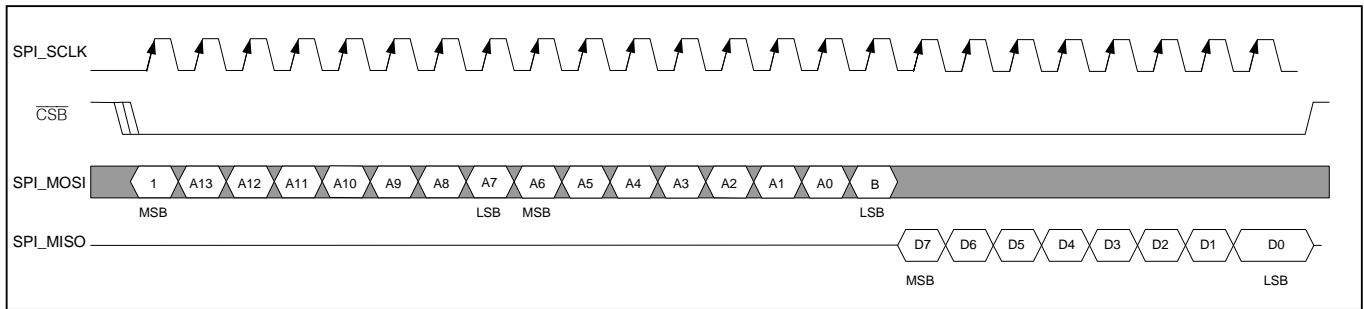 SPI_SCLK
CSB
SPI_MOSI 1 A13 A12 A11 A10 A9 A8 A7 A6 A5 A4 A3 A2 A1 A0 B
MSB LSB MSB LSB
SPI_MISO D7 D6 D5 D4 D3 D2 D1 D0
MSB LSB